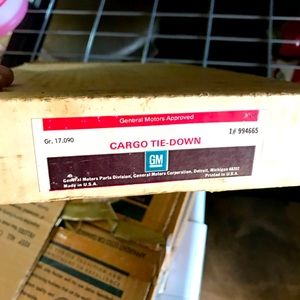 General Motors Approved
Gr. 17.090
1# 994665
CARGO TIE-DOWN
GM
General Motors Parts Division, General Motors Corporation, Detroit, Michigan 48202
Made in U.S.A.
Printed in U.S.A.